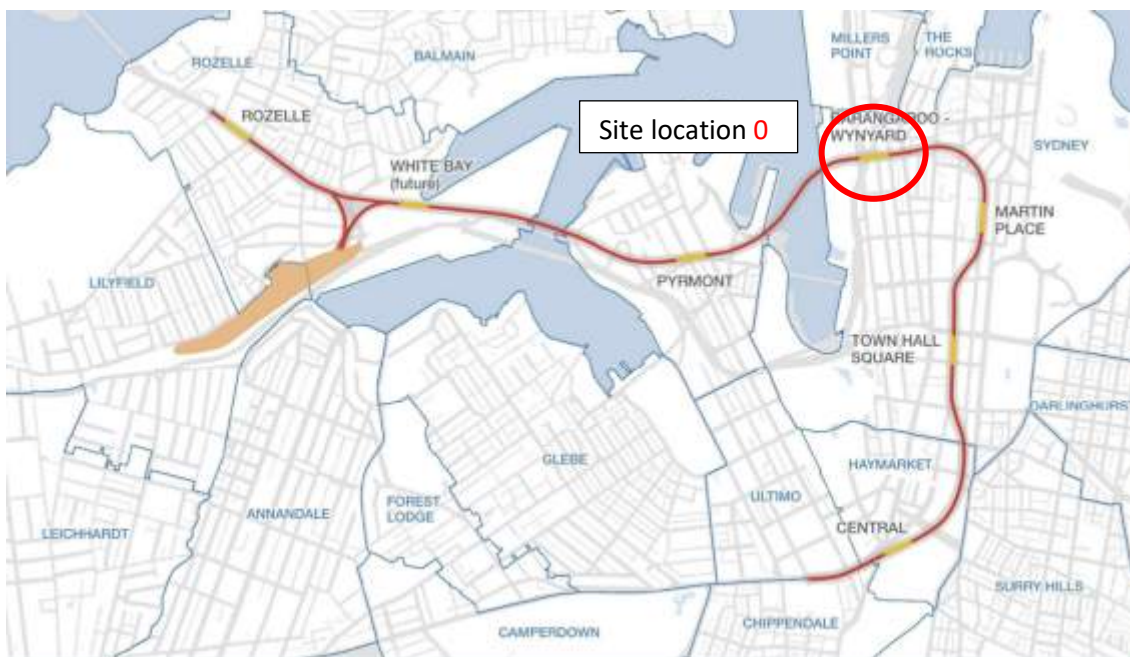 MILLERS
POINT
THE
ROCKS
BALMAIN
ROZELLE
ROZELLE
Site location 0
BARANGAROO -
WYNYARD
SYDNEY
WHITE BAY
(future)
MARTIN
PLACE
LILYFIELD
PYRMONT
TOWN HALL
SQUARE
DARLINGHURST
GLEBE
HAYMARKET
ULTIMO
FOREST
LODGE
ANNANDALE
LEICHHARDT
CENTRAL
SURRY HILLS
CHIPPENDALE
CAMPERDOWN